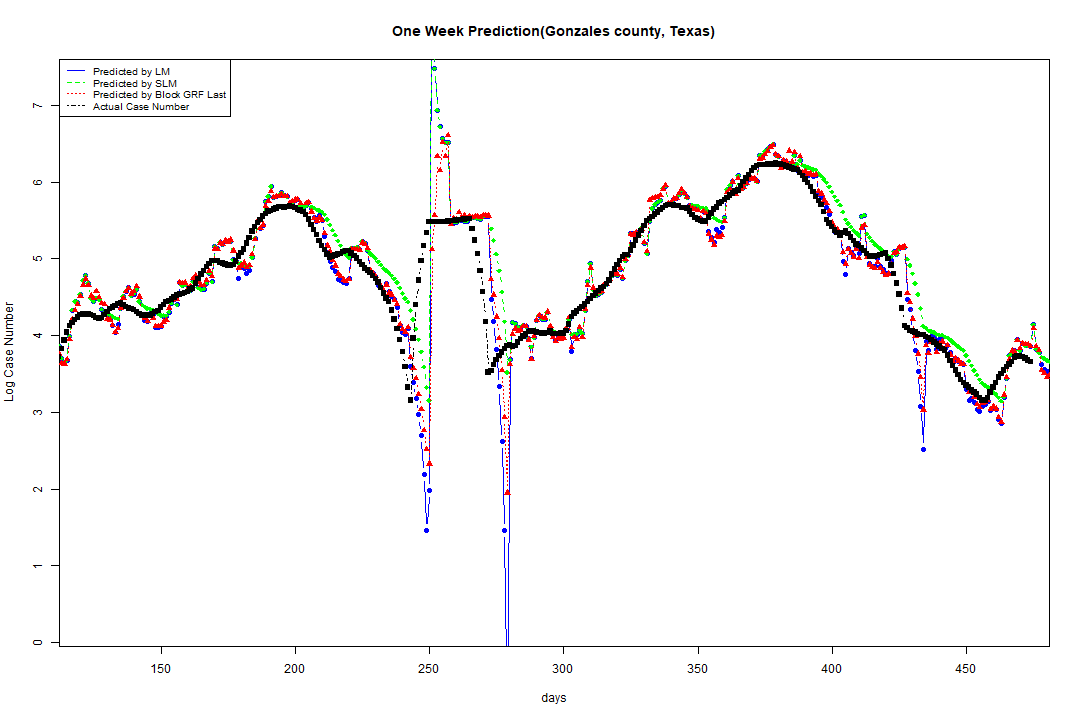 One Week Prediction(Gonzales county, Texas)
Predicted by LM
Predicted by SLM
Predicted by Block GRF Last
Actual Case Number
Log Case Number
7
6
5
4
3
2
1
0
150 200 250 300 350 400 450
days